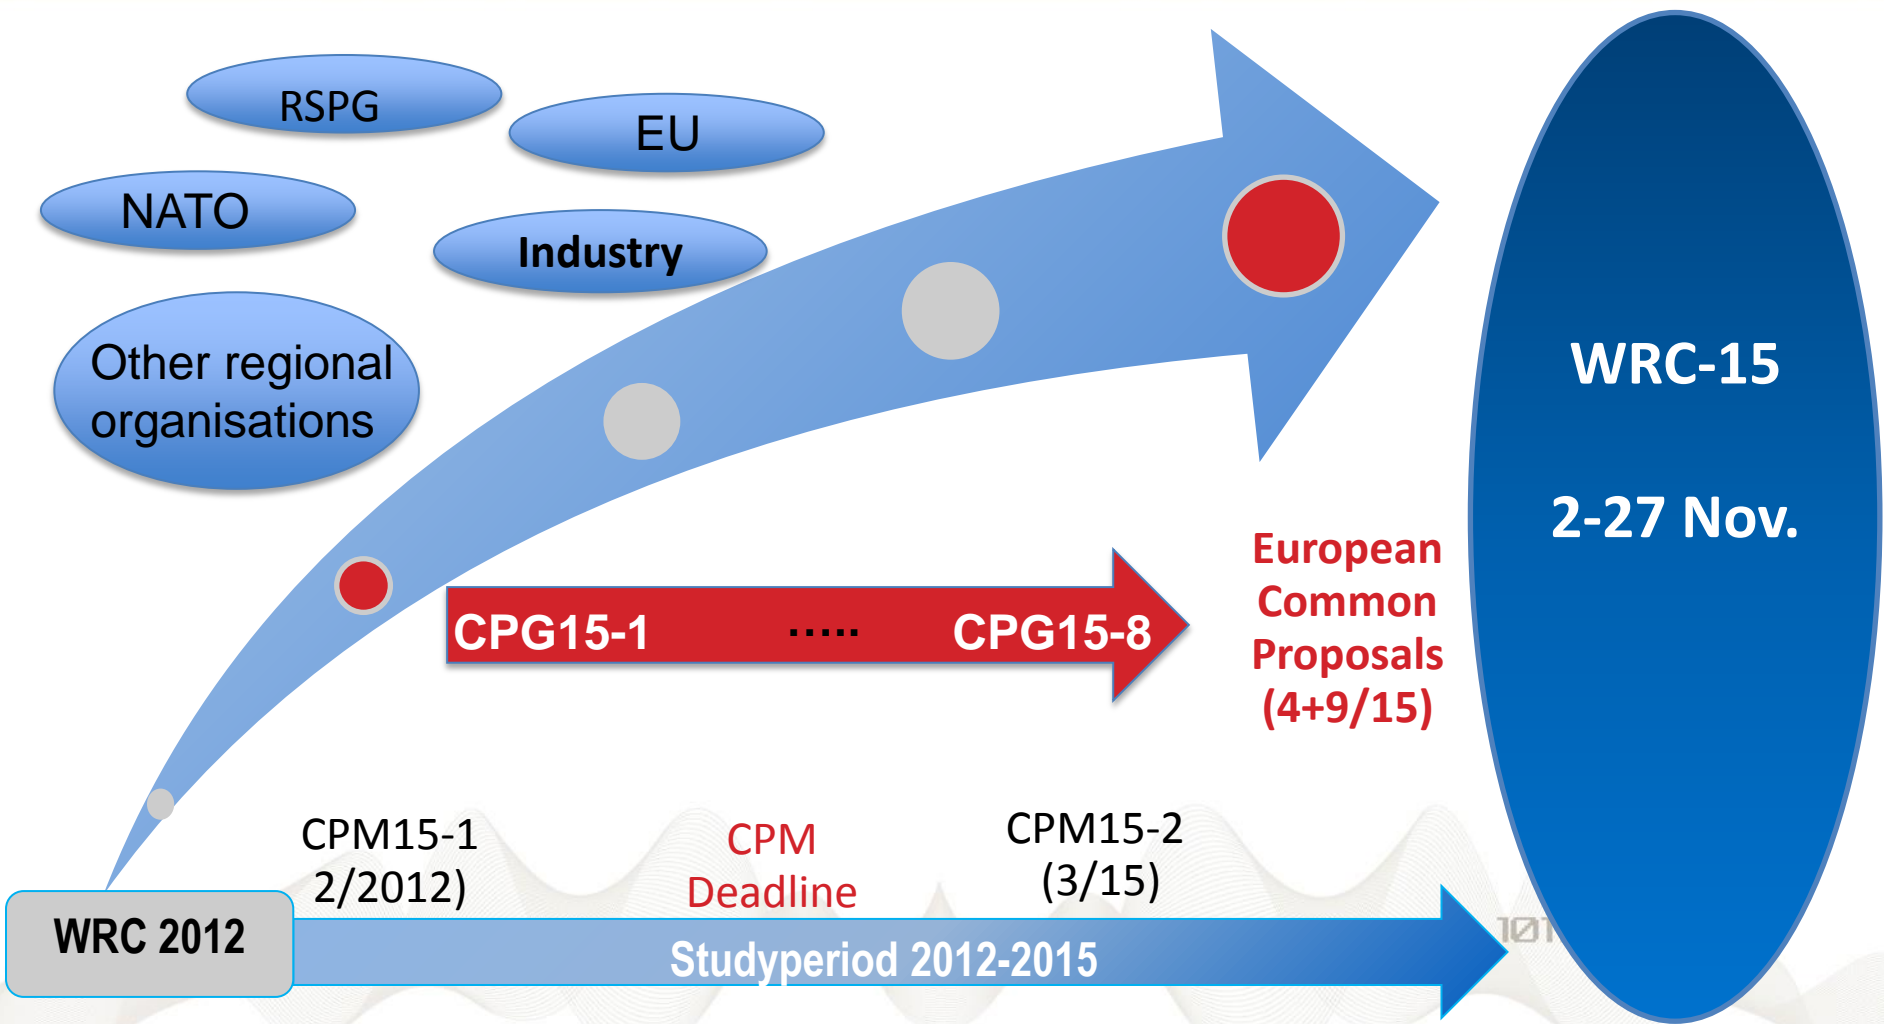 RSPG
EU
NATO
Industry
Other regional
organisations
WRC-15
2-27 Nov.
European
Common
Proposals
(4+9/15)
CPG15-1 ..... CPG15-8
CPM15-1
2/2012)
CPM
Deadline
CPM15-2
(3/15)
WRC 2012
Studyperiod 2012-2015
101